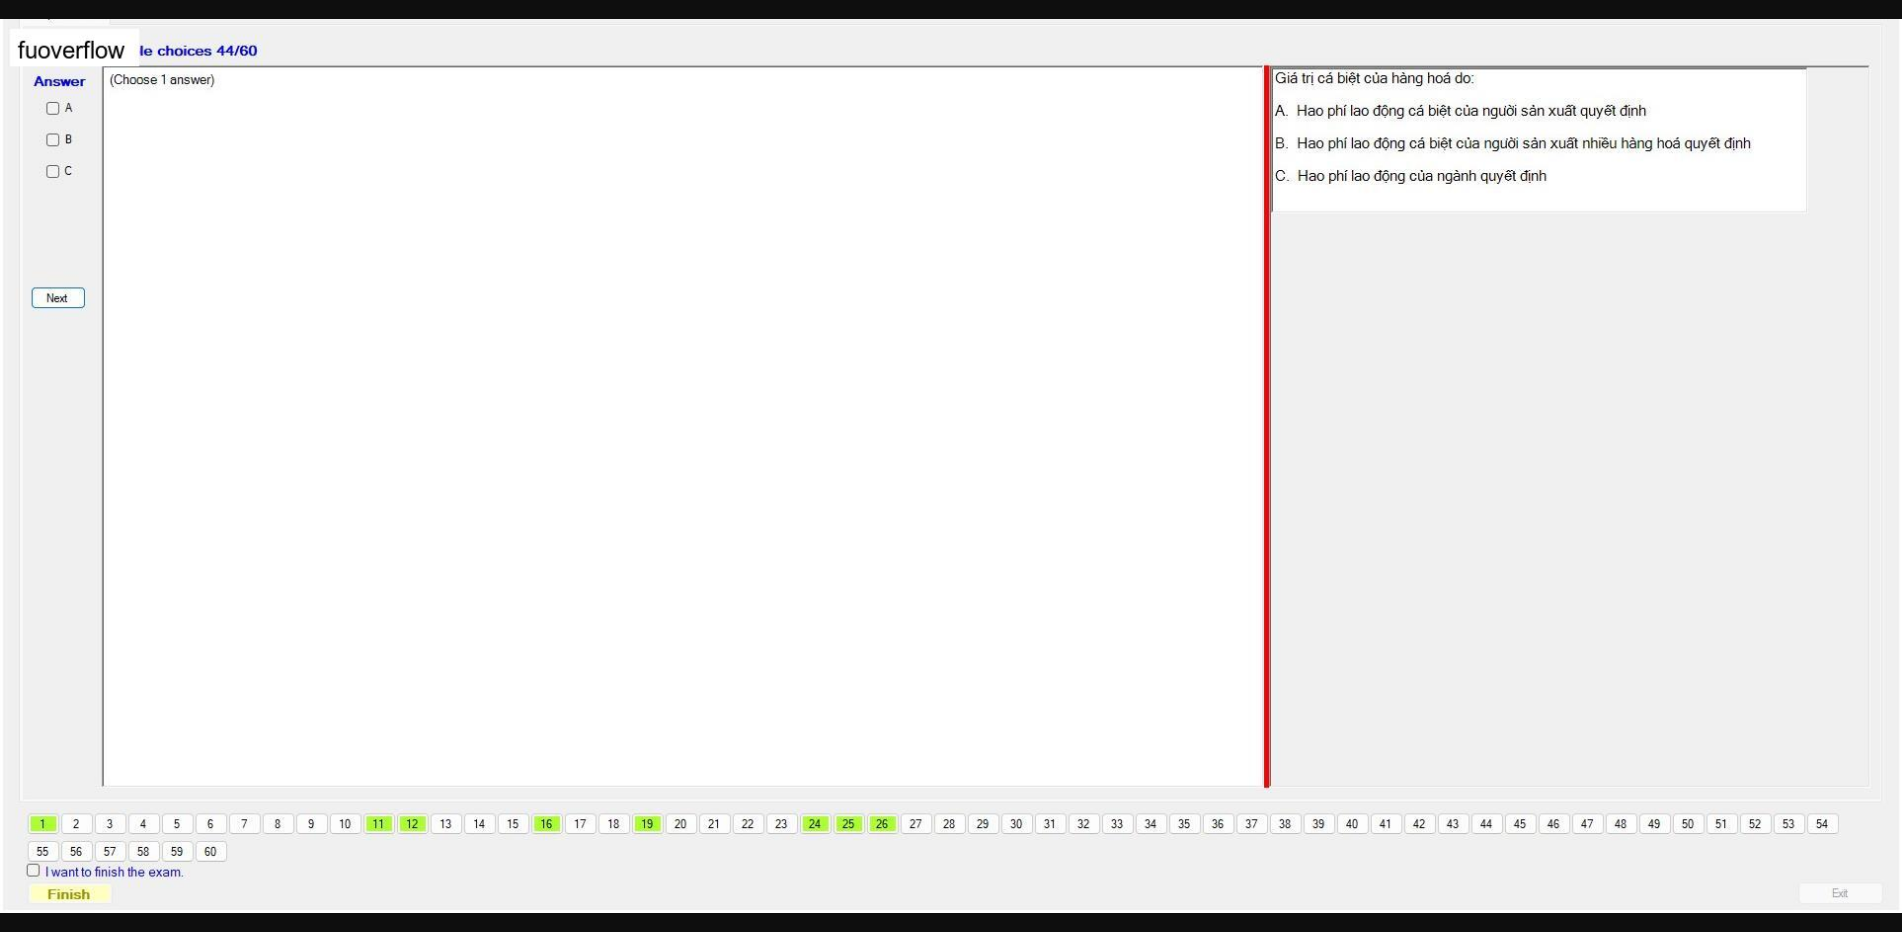 fuoverflow le choices 44/60
Answer
(Choose 1 answer)
A
B
C
Next
Giá trị cá biệt của hàng hoá do:
A. Hao phí lao động cá biệt của người sản xuất quyết định
B. Hao phí lao động cá biệt của người sản xuất nhiều hàng hoá quyết định
C. Hao phí lao động của ngành quyết định
1 2 3 4 5 6 7 8 9 10 11 12 13 14 15 16 17 18 19 20 21 22 23 24 25 26 27 28 29 30 31 32 33 34 35 36 37 38 39 40 41 42 43 44 45 46 47 48 49 50 51 52 53 54
55 56 57 58 59 60
I want to finish the exam.
Finish
Exit